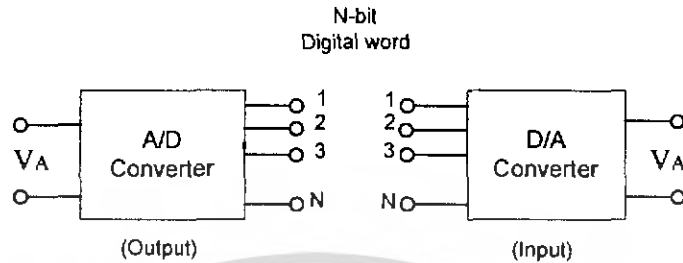 N-bit
Digital word
1
2
3
N
VA
A/D
Converter
(Output)
1
2
3
N
D/A
Converter
VA
(Input)